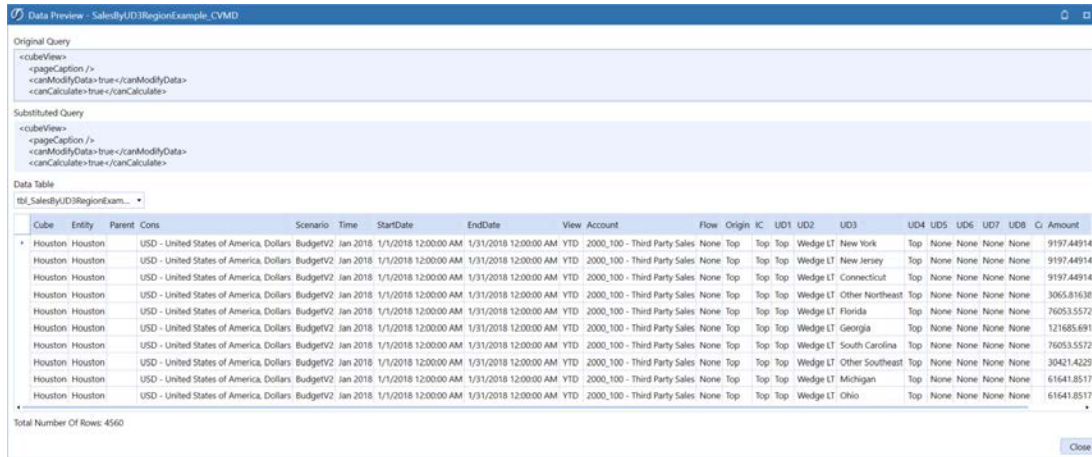 Data Preview - SalesByUD3RegionExample_CVMD
Original Query
<cubeView>
<pageCaption />
<canModifyData>true</canModifyData>
<canCalculate>true</canCalculate>
Substituted Query
<cubeView>
<pageCaption />
<canModifyData>true</canModifyData>
<canCalculate>true</canCalculate>
Data Table
tbl_SalesByUD3RegionExam...
Cube Entity Parent Cons Scenario Time StartDate EndDate View Account Flow Origin IC UD1 UD2 UD3 UD4 UD5 UD6 UD7 UD8 Amount
Houston Houston USD - United States of America, Dollars BudgetV2 Jan 2018 1/1/2018 12:00:00 AM 1/31/2018 12:00:00 AM YTD 2000_100 - Third Party Sales None Top Top Top Wedge LT New York Top None None None None 9197.44914
Houston Houston USD - United States of America, Dollars BudgetV2 Jan 2018 1/1/2018 12:00:00 AM 1/31/2018 12:00:00 AM YTD 2000_100 - Third Party Sales None Top Top Top Wedge LT New Jersey Top None None None None 9197.44914
Houston Houston USD - United States of America, Dollars BudgetV2 Jan 2018 1/1/2018 12:00:00 AM 1/31/2018 12:00:00 AM YTD 2000_100 - Third Party Sales None Top Top Top Wedge LT Connecticut Top None None None None 9197.44914
Houston Houston USD - United States of America, Dollars BudgetV2 Jan 2018 1/1/2018 12:00:00 AM 1/31/2018 12:00:00 AM YTD 2000_100 - Third Party Sales None Top Top Top Wedge LT Other Northeast Top None None None None 3065.81638
Houston Houston USD - United States of America, Dollars BudgetV2 Jan 2018 1/1/2018 12:00:00 AM 1/31/2018 12:00:00 AM YTD 2000_100 - Third Party Sales None Top Top Top Wedge LT Florida Top None None None None 76053.5572
Houston Houston USD - United States of America, Dollars BudgetV2 Jan 2018 1/1/2018 12:00:00 AM 1/31/2018 12:00:00 AM YTD 2000_100 - Third Party Sales None Top Top Top Wedge LT Georgia Top None None None None 121685.691
Houston Houston USD - United States of America, Dollars BudgetV2 Jan 2018 1/1/2018 12:00:00 AM 1/31/2018 12:00:00 AM YTD 2000_100 - Third Party Sales None Top Top Top Wedge LT South Carolina Top None None None None 76053.5572
Houston Houston USD - United States of America, Dollars BudgetV2 Jan 2018 1/1/2018 12:00:00 AM 1/31/2018 12:00:00 AM YTD 2000_100 - Third Party Sales None Top Top Top Wedge LT Other Southeast Top None None None None 30421.4229
Houston Houston USD - United States of America, Dollars BudgetV2 Jan 2018 1/1/2018 12:00:00 AM 1/31/2018 12:00:00 AM YTD 2000_100 - Third Party Sales None Top Top Top Wedge LT Michigan Top None None None None 61641.8517
Houston Houston USD - United States of America, Dollars BudgetV2 Jan 2018 1/1/2018 12:00:00 AM 1/31/2018 12:00:00 AM YTD 2000_100 - Third Party Sales None Top Top Top Wedge LT Ohio Top None None None None 61641.8517
Total Number Of Rows: 4560
Close